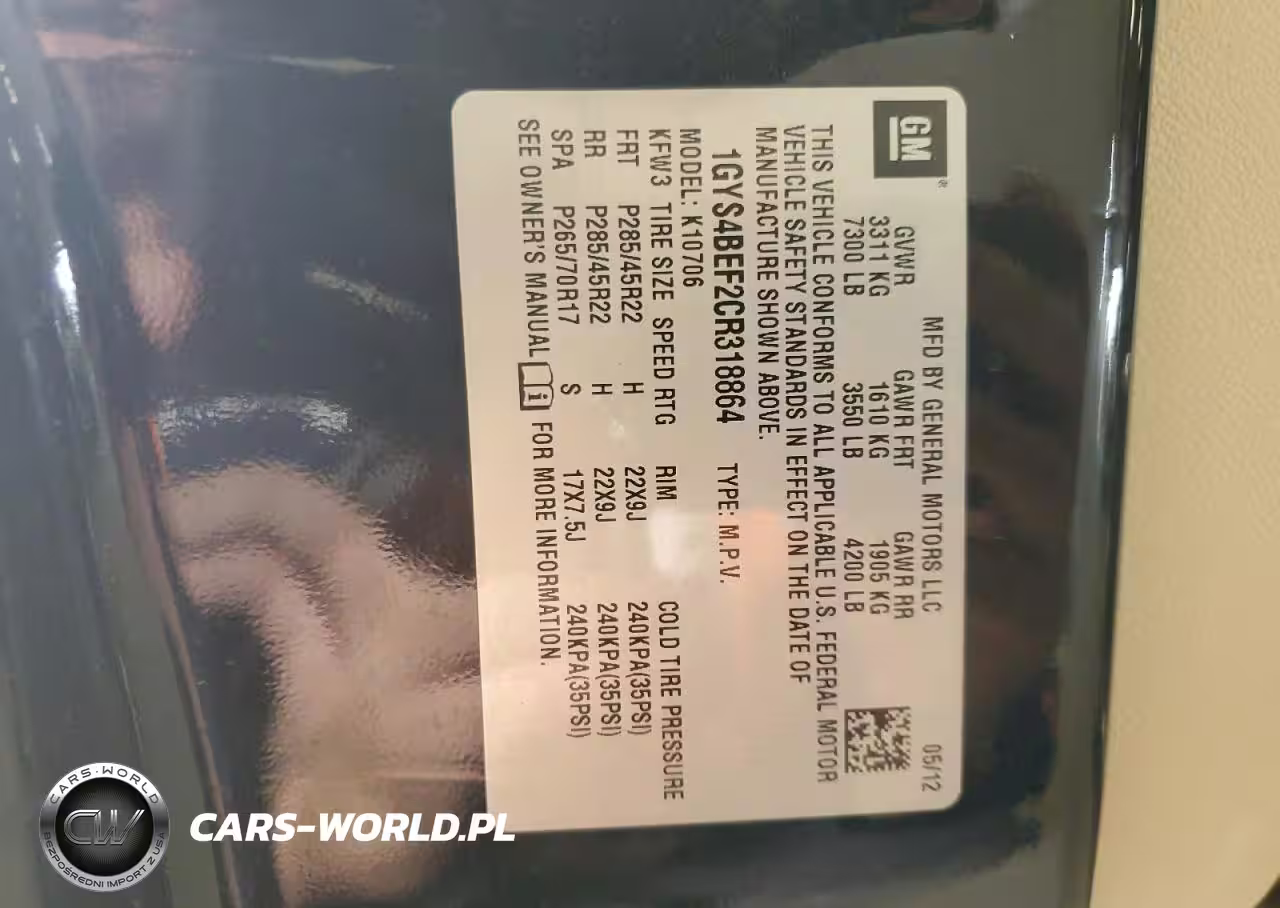 GM®
MFD BY GENERAL MOTORS LLC 05/12
GVWR GAWR FRT GAWR RR
3311 KG 1610 KG 1905 KG
7300 LB 3550 LB 4200 LB
THIS VEHICLE CONFORMS TO ALL APPLICABLE U.S. FEDERAL MOTOR
VEHICLE SAFETY STANDARDS IN EFFECT ON THE DATE OF
MANUFACTURE SHOWN ABOVE.
1GYS4BEF2CR318864 TYPE: M.P.V.
MODEL: K10706
KFW3 TIRE SIZE SPEED RTG RIM COLD TIRE PRESSURE
FRT P285/45R22 H 22X9J 240KPA(35PSI)
RR P285/45R22 H 22X9J 240KPA(35PSI)
SPA P265/70R17 S 17X7.5J 240KPA(35PSI)
SEE OWNER'S MANUAL i FOR MORE INFORMATION.
CARS-WORLD
CW
BEZPOŚREDNI IMPORT Z USA
CARS-WORLD.PL